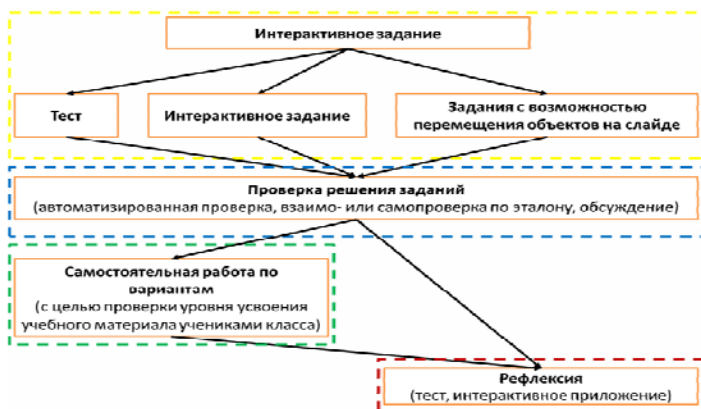 Интерактивное задание
Тест
Интерактивное задание
Задания с возможностью
перемещения объектов на слайде
Проверка решения заданий
(автоматизированная проверка, взаимо- или самопроверка по эталону, обсуждение)
Самостоятельная работа по
вариантам
(с целью проверки уровня усвоения
учебного материала учениками класса)
Рефлексия
(тест, интерактивное приложение)